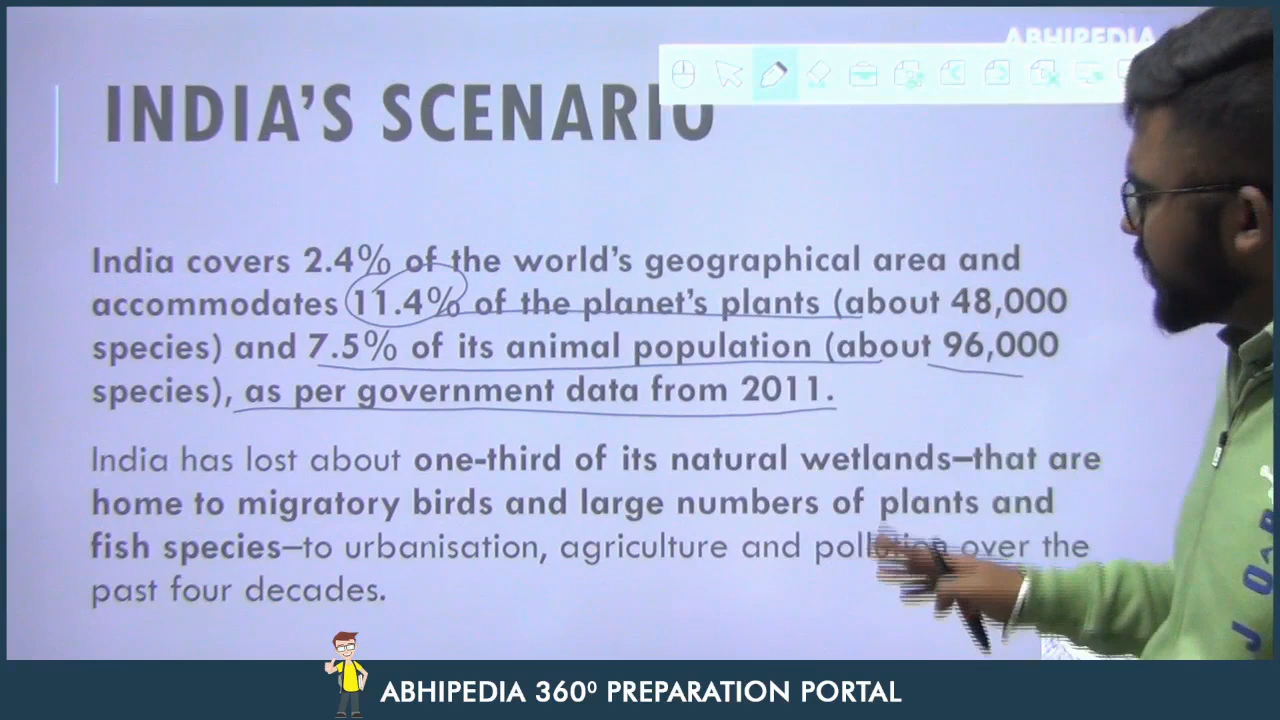 ABHIPEDIA
INDIA'S SCENARIO
India covers 2.4% of the world's geographical area and
accommodates 11.4% of the planet's plants (about 48,000
species) and 7.5% of its animal population (about 96,000
species), as per government data from 2011.
India has lost about one-third of its natural wetlands–that are
home to migratory birds and large numbers of plants and
fish species–to urbanisation, agriculture and pollution over the
past four decades.
ABHIPEDIA 360⁰ PREPARATION PORTAL